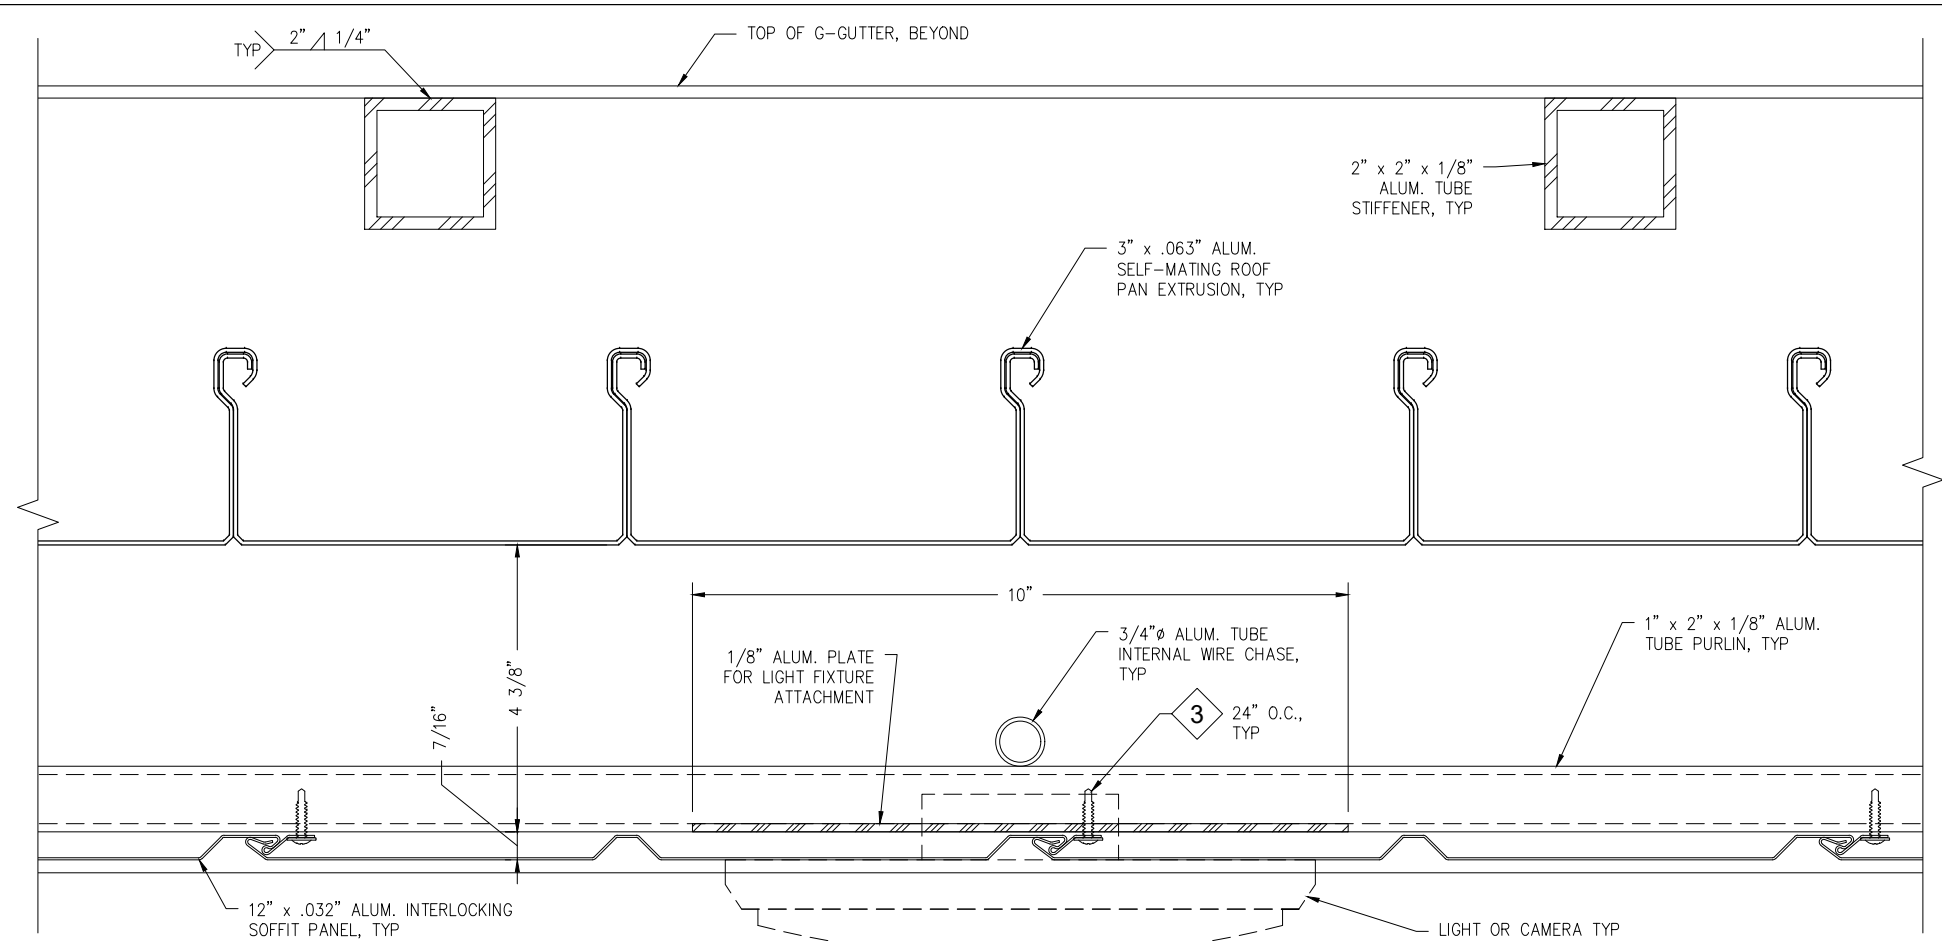 TOP OF G-GUTTER, BEYOND
TYP 2" 1/4"
2" x 2" x 1/8"
ALUM. TUBE
STIFFENER, TYP
3" x .063" ALUM.
SELF-MATING ROOF
PAN EXTRUSION, TYP
10"
1/8" ALUM. PLATE
FOR LIGHT FIXTURE
ATTACHMENT
3/4"ø ALUM. TUBE
INTERNAL WIRE CHASE,
TYP
3
24" O.C.,
TYP
1" x 2" x 1/8" ALUM.
TUBE PURLIN, TYP
4 3/8"
7/16"
12" x .032" ALUM. INTERLOCKING
SOFFIT PANEL, TYP
LIGHT OR CAMERA TYP